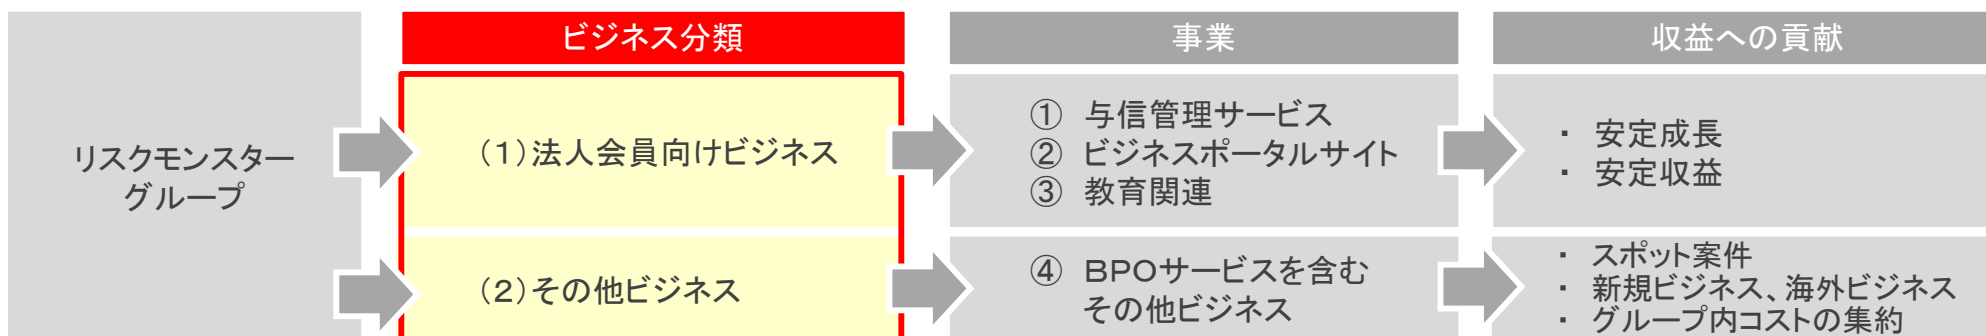 ビジネス分類
事業
収益への貢献
リスクモンスター
グループ
（１）法人会員向けビジネス
① 与信管理サービス
② ビジネスポータルサイト
③ 教育関連
・ 安定成長
・ 安定収益
（２）その他ビジネス
④ ＢＰＯサービスを含む
その他ビジネス
・ スポット案件
・ 新規ビジネス、海外ビジネス
・ グループ内コストの集約